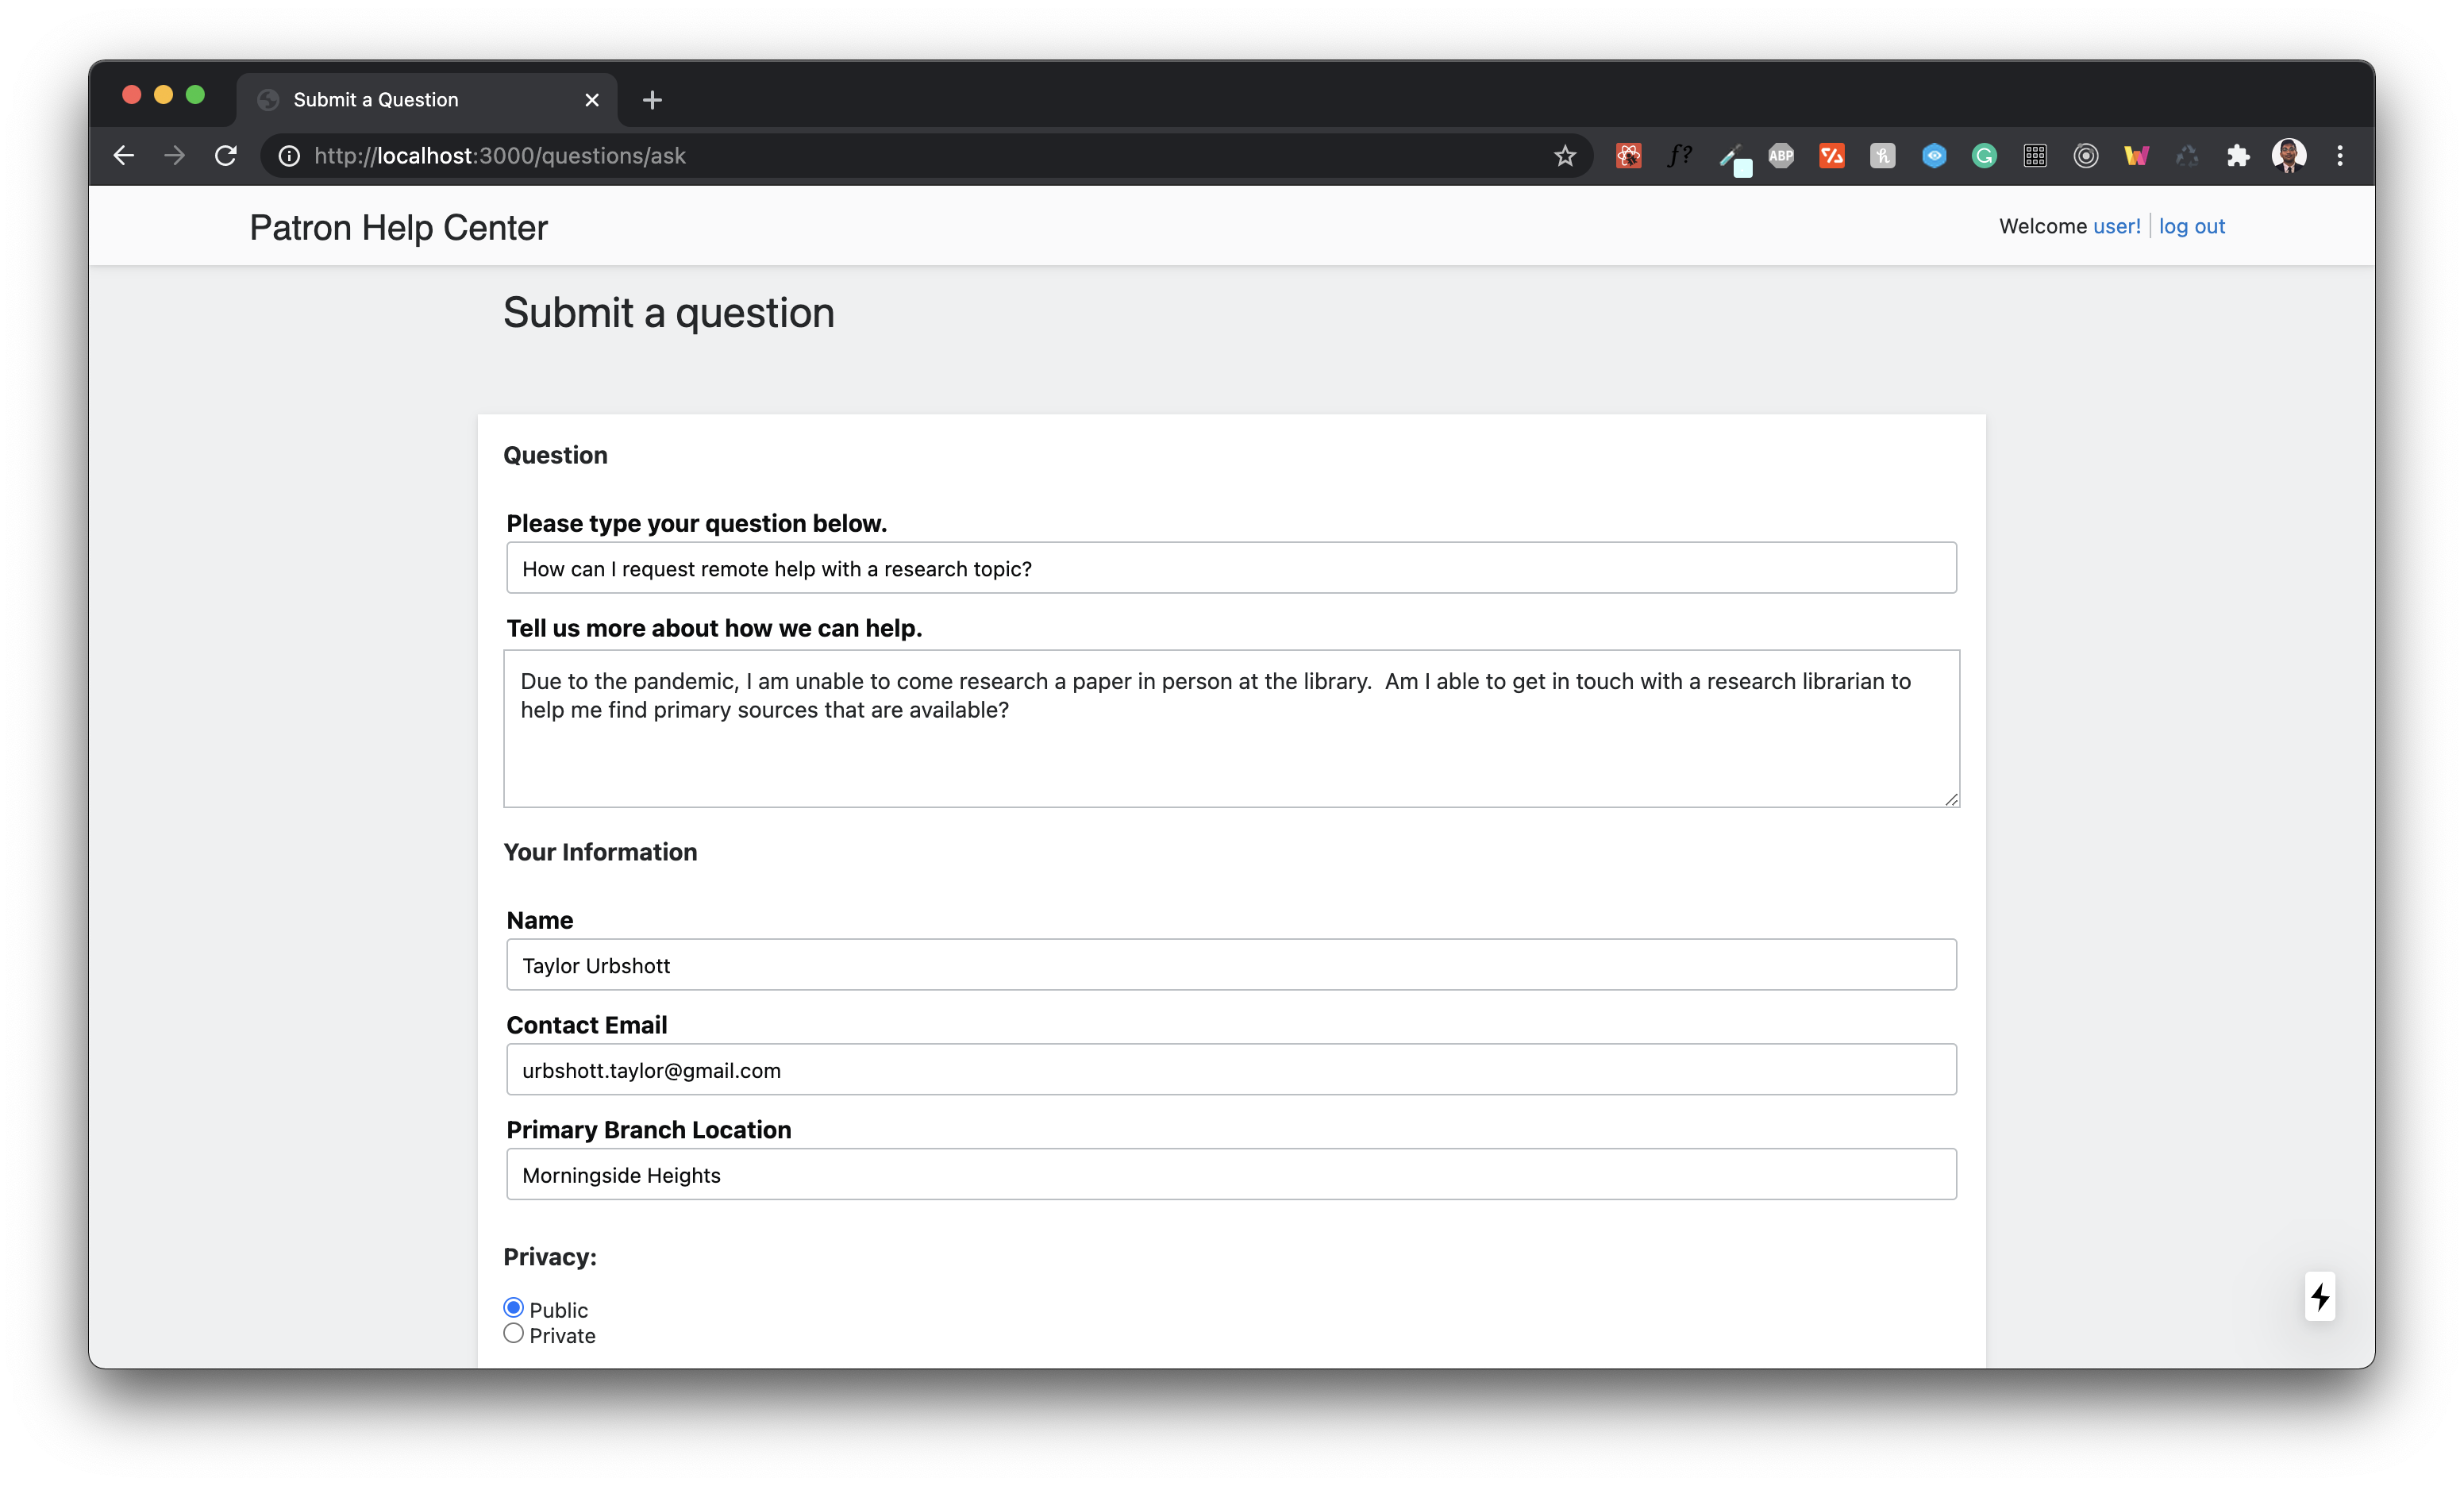 Submit a Question
http://localhost:3000/questions/ask
f?
ABP
Patron Help Center
Welcome user! log out
Submit a question
Question
Please type your question below.
How can I request remote help with a research topic?
Tell us more about how we can help.
Due to the pandemic, I am unable to come research a paper in person at the library.  Am I able to get in touch with a research librarian to
help me find primary sources that are available?
Your Information
Name
Taylor Urbshott
Contact Email
urbshott.taylor@gmail.com
Primary Branch Location
Morningside Heights
Privacy:
Public
Private